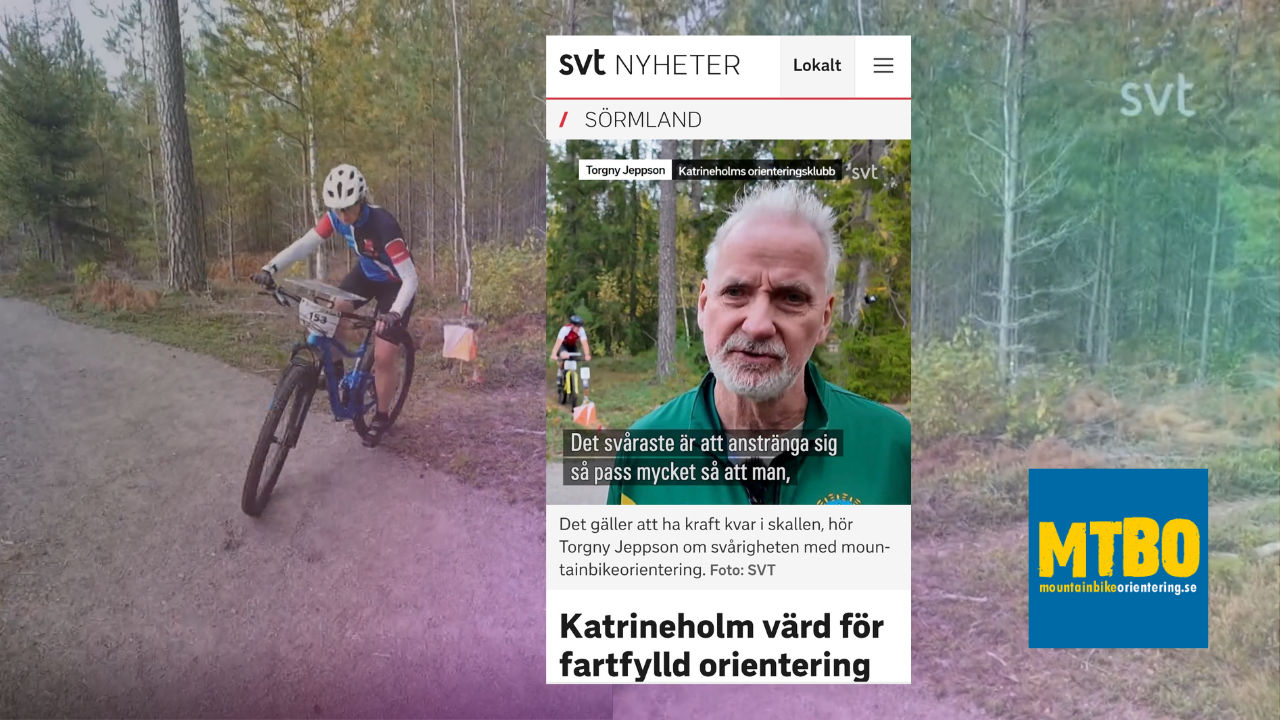 svt NYHETER
Lokalt
/ SÖRMLAND
Torgny Jeppson
Katrineholms orienteringsklubb
svt
Det svåraste är att anstränga sig
så pass mycket så att man,
Det gäller att ha kraft kvar i skallen, hör
Torgny Jeppson om svårigheten med moun-
tainbikeorientering. Foto: SVT
Katrineholm värd för
fartfylld orientering
153
svt
MTBO
mountainbikeorientering.se